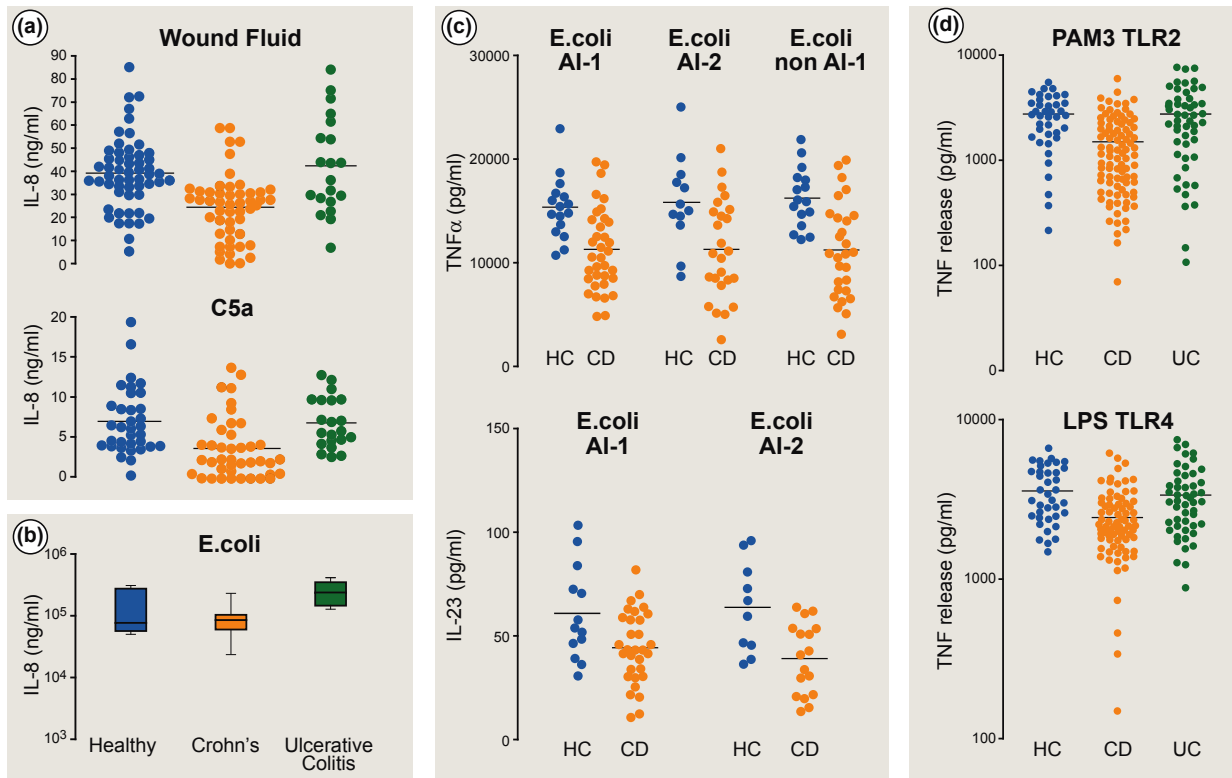 (a)
Wound Fluid
IL-8 (ng/ml)
90
80
70
60
50
40
30
20
10
0
C5a
IL-8 (ng/ml)
20
15
10
5
0
(b)
E.coli
IL-8 (ng/ml)
10⁶
10⁵
10⁴
10³
Healthy
Crohn's
Ulcerative
Colitis
(c)
E.coli
AI-1
E.coli
AI-2
E.coli
non AI-1
TNFα (pg/ml)
30000
20000
10000
0
HC CD HC CD HC CD
E.coli
AI-1
E.coli
AI-2
IL-23 (pg/ml)
150
100
50
0
HC CD HC CD
(d)
PAM3 TLR2
TNF release (pg/ml)
10000
1000
100
0
HC CD UC
LPS TLR4
TNF release (pg/ml)
10000
1000
100
HC CD UC